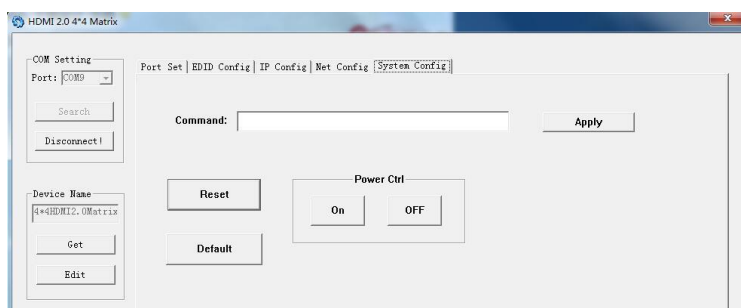 HDMI 2.0 4*4 Matrix
COM Setting
Port: COM9
Search
Disconnect!
Device Name
4*4HDMI2.0Matrix
Get
Edit
Port Set EDID Config IP Config Net Config System Config
Command:
Apply
Reset
Default
Power Ctrl
On OFF